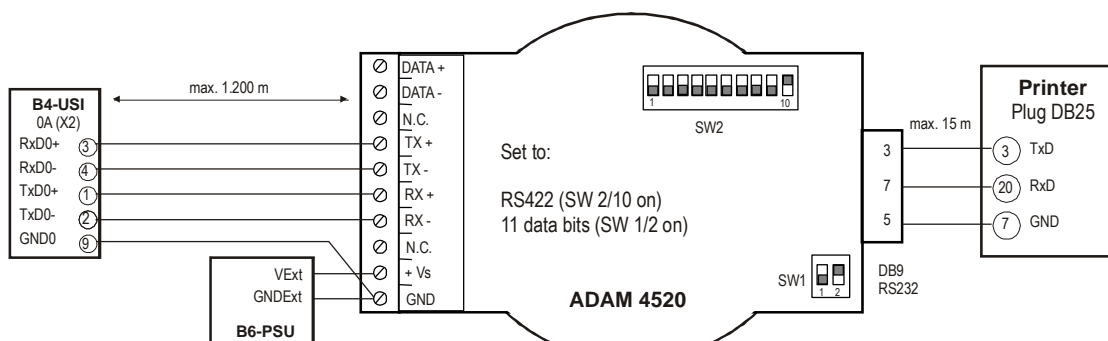 B4-USI
0A (X2)
RxD0+ 3
RxD0- 4
TxD0+ 1
TxD0- 2
GND0 9
max. 1.200 m
VExt
GNDExt
B6-PSU
DATA +
DATA -
N.C.
TX +
TX -
RX +
RX -
N.C.
+ Vs
GND
1 10
SW2
Set to:
RS422 (SW 2/10 on)
11 data bits (SW 1/2 on)
SW1
1 2
ADAM 4520
3
7
5
DB9
RS232
max. 15 m
Printer
Plug DB25
3 TxD
20 RxD
7 GND